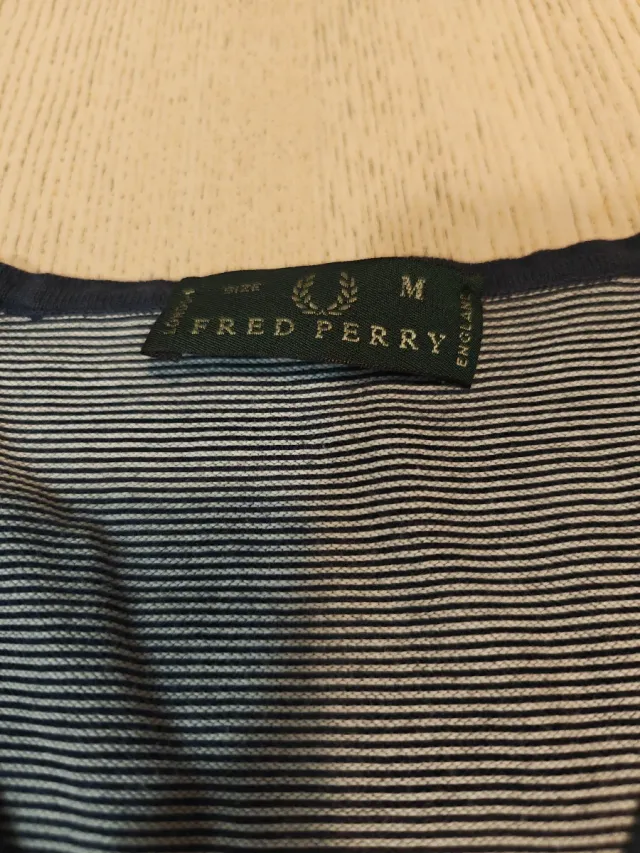 SIZE M
LONDON
FRED PERRY
ENGLAND